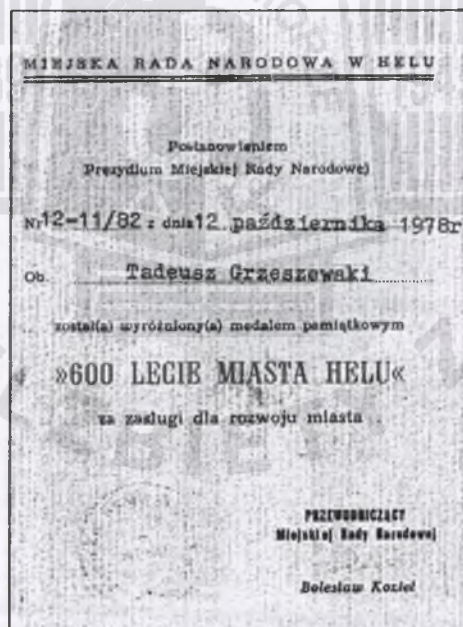 MIEJSKA RADA NARODOWA W HELU
Postanowieniem
Prezydium Miejskiej Rady Narodowej
Nr 12-11/82 z dnia 12 października 1978r
Ob. Tadeusz Grzeszewski
został(a) wyróżniony(a) medalem pamiątkowym
»600 LECIE MIASTA HELU«
za zasługi dla rozwoju miasta
PRZEWODNICZĄCY
Miejskiej Rady Narodowej
Bolesław Kozieł